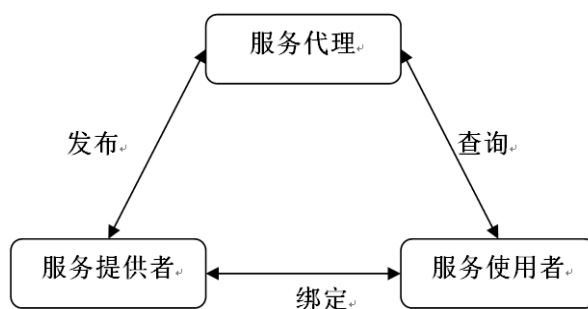 服务代理
发布
查询
服务提供者
服务使用者
绑定